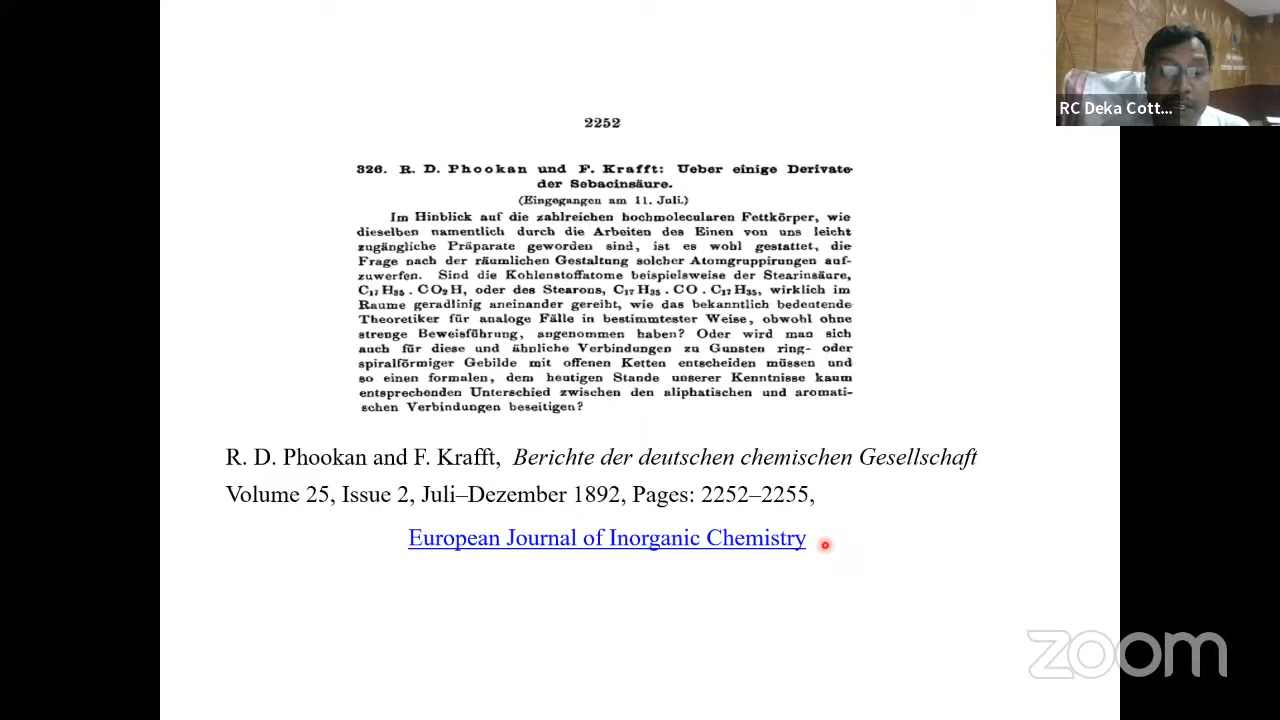 RC Deka Cott...
2252
326. R. D. Phookan und F. Krafft: Ueber einige Derivate
der Sebacinsäure.
(Eingegangen am 11. Juli.)
Im Hinblick auf die zahlreichen hochmolecularen Fettkörper, wie
dieselben namentlich durch die Arbeiten des Einen von uns leicht
zugängliche Präparate geworden sind, ist es wohl gestattet, die
Frage nach der räumlichen Gestaltung solcher Atomgruppirungen auf-
zuwerfen. Sind die Kohlenstoffatome beispielsweise der Stearinsäure,
C₁₇H₃₅.CO₂H, oder des Stearons, C₁₇H₃₅.CO.C₁₇H₃₅, wirklich im
Raume geradlinig aneinander gereiht, wie das bekanntlich bedeutende
Theoretiker für analoge Fälle in bestimmtester Weise, obwohl ohne
strenge Beweisführung, angenommen haben? Oder wird man sich
auch für diese und ähnliche Verbindungen zu Gunsten ring- oder
spiralförmiger Gebilde mit offenen Ketten entscheiden müssen und
so einen formalen, dem heutigen Stande unserer Kenntnisse kaum
entsprechenden Unterschied zwischen den aliphatischen und aromati-
schen Verbindungen beseitigen?
R. D. Phookan and F. Krafft, Berichte der deutschen chemischen Gesellschaft
Volume 25, Issue 2, Juli–Dezember 1892, Pages: 2252–2255,
European Journal of Inorganic Chemistry
zoom